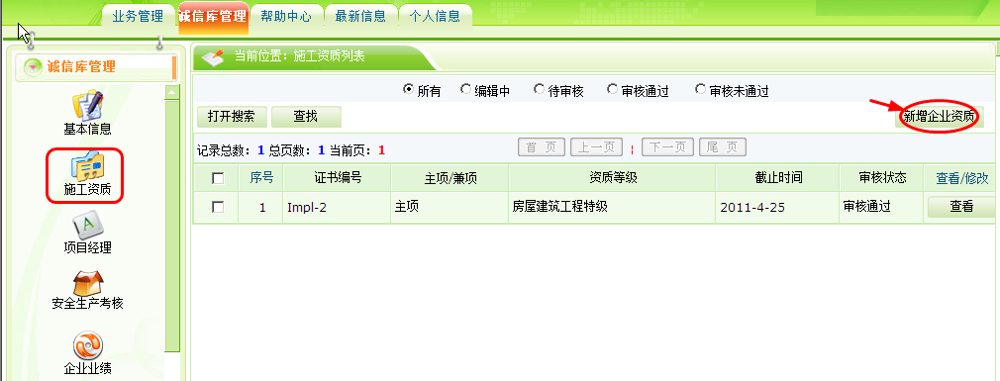 业务管理 诚信库管理 帮助中心 最新信息 个人信息
诚信库管理
基本信息
施工资质
项目经理
安全生产考核
企业业绩
当前位置：施工资质列表
所有 编辑中 待审核 审核通过 审核未通过
打开搜索 查找 新增企业资质
记录总数：1 总页数：1 当前页：1 首 页 上一页 下一页 尾 页
序号 证书编号 主项/兼项 资质等级 截止时间 审核状态 查看/修改
1 Impl-2 主项 房屋建筑工程特级 2011-4-25 审核通过 查看